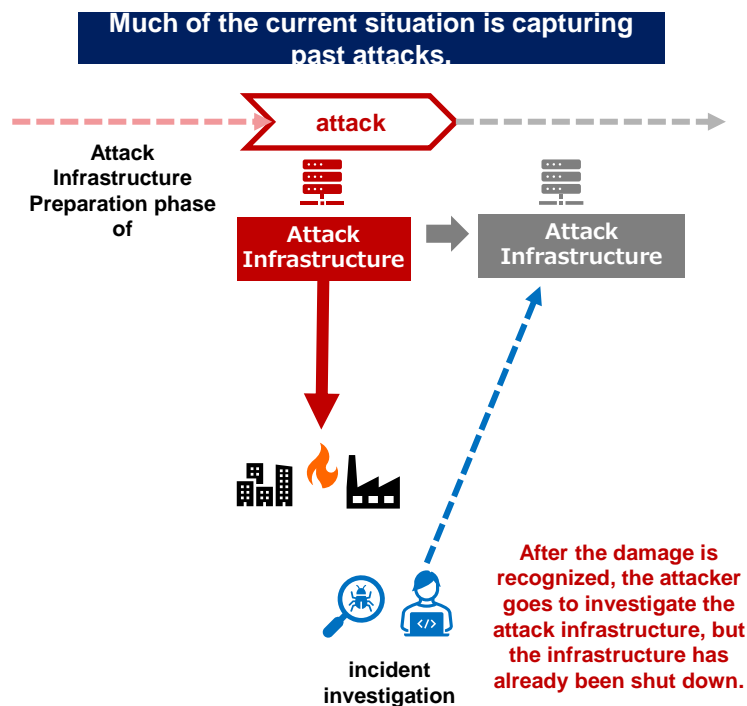 Much of the current situation is capturing
past attacks.
attack
Attack
Infrastructure
Preparation phase
of
Attack
Infrastructure
Attack
Infrastructure
After the damage is
recognized, the attacker
goes to investigate the
attack infrastructure, but
the infrastructure has
already been shut down.
incident
investigation